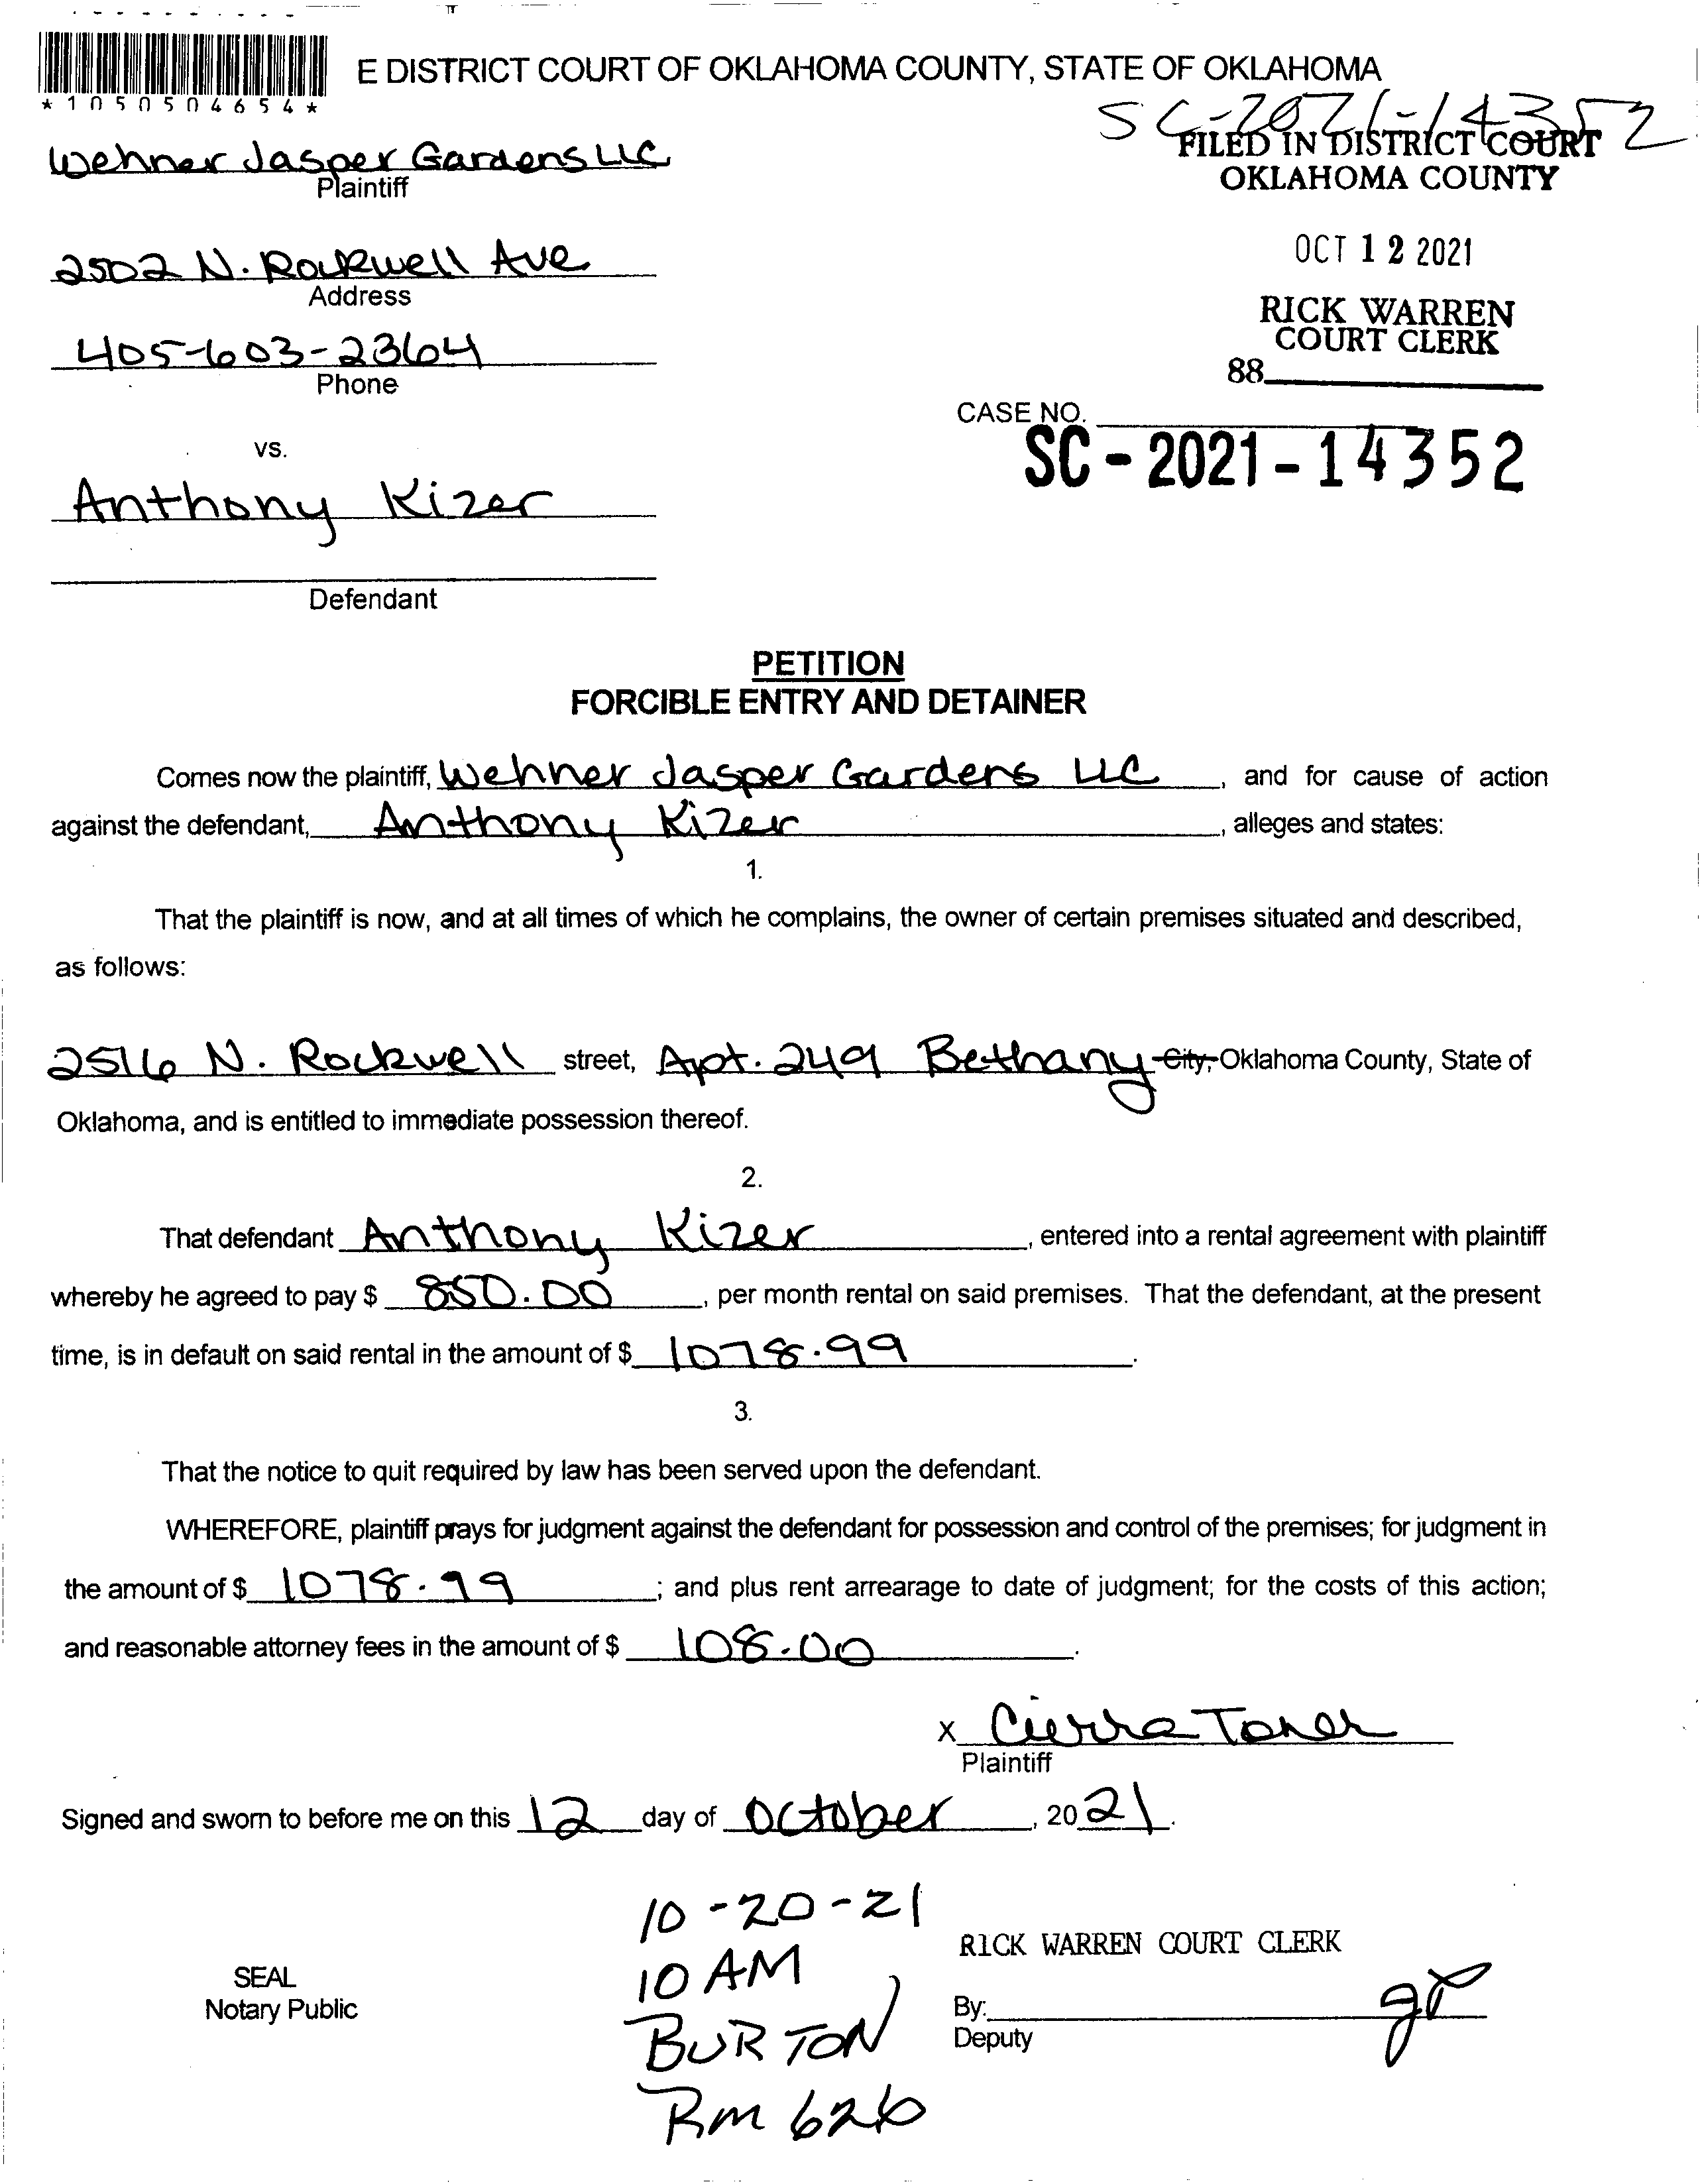 E DISTRICT COURT OF OKLAHOMA COUNTY, STATE OF OKLAHOMA
*1050504654*
SC-2021-14352
Wehner Jasper Gardens LLC
Plaintiff
FILED IN DISTRICT COURT
OKLAHOMA COUNTY
2502 N. Rockwell Ave
Address
OCT 12 2021
405-603-2364
Phone
RICK WARREN
COURT CLERK
88
CASE NO.
SC-2021-14352
vs.
Anthony Kizer
Defendant
PETITION
FORCIBLE ENTRY AND DETAINER
Comes now the plaintiff, Wehner Jasper Gardens LLC, and for cause of action
against the defendant, Anthony Kizer, alleges and states:
1.
That the plaintiff is now, and at all times of which he complains, the owner of certain premises situated and described,
as follows:
2516 N. Rockwell street, Apt. 249 Bethany City, Oklahoma County, State of
Oklahoma, and is entitled to immediate possession thereof.
2.
That defendant Anthony Kizer, entered into a rental agreement with plaintiff
whereby he agreed to pay $ 850.00, per month rental on said premises. That the defendant, at the present
time, is in default on said rental in the amount of $ 1078.99.
3.
That the notice to quit required by law has been served upon the defendant.
WHEREFORE, plaintiff prays for judgment against the defendant for possession and control of the premises; for judgment in
the amount of $ 1078.99; and plus rent arrearage to date of judgment; for the costs of this action;
and reasonable attorney fees in the amount of $ 108.00.
X Cierra Toner
Plaintiff
Signed and sworn to before me on this 12 day of October, 2021.
10-20-21
10 AM
BURTON
Rm 626
RICK WARREN COURT CLERK
SEAL
Notary Public
By:
Deputy